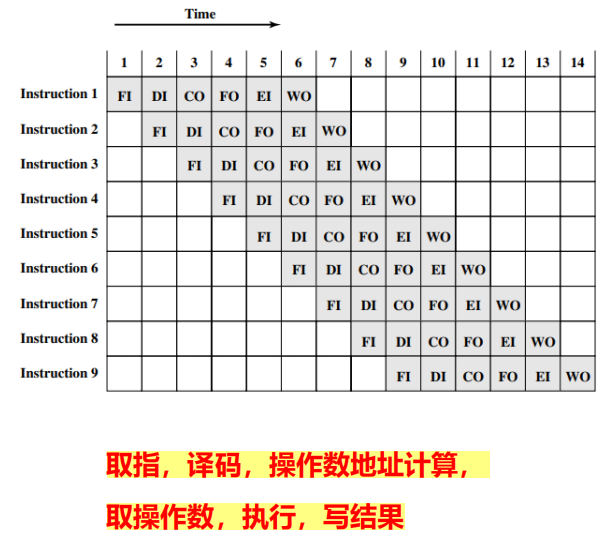 Time
1 2 3 4 5 6 7 8 9 10 11 12 13 14
Instruction 1 FI DI CO FO EI WO
Instruction 2 FI DI CO FO EI WO
Instruction 3 FI DI CO FO EI WO
Instruction 4 FI DI CO FO EI WO
Instruction 5 FI DI CO FO EI WO
Instruction 6 FI DI CO FO EI WO
Instruction 7 FI DI CO FO EI WO
Instruction 8 FI DI CO FO EI WO
Instruction 9 FI DI CO FO EI WO
取指，译码，操作数地址计算，
取操作数，执行，写结果